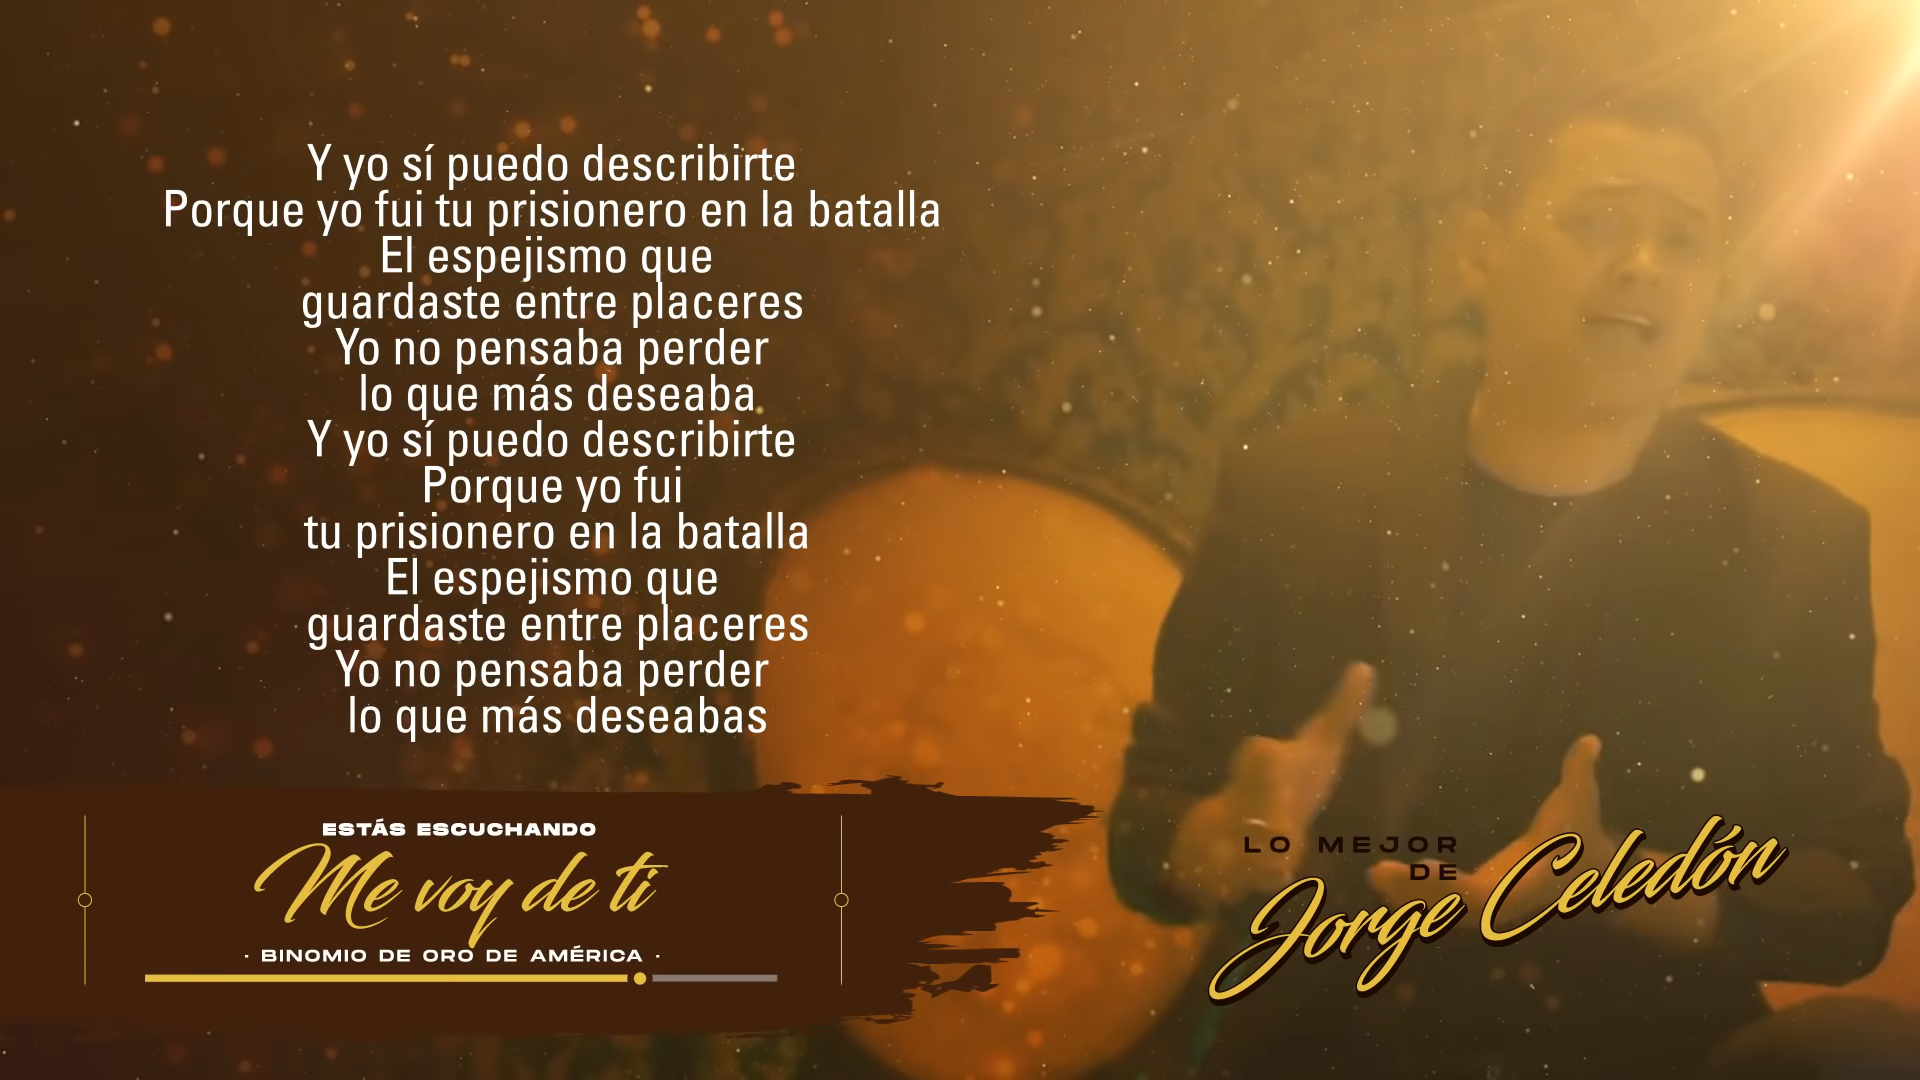 Y yo sí puedo describirte
Porque yo fui tu prisionero en la batalla
El espejismo que
guardaste entre placeres
Yo no pensaba perder
lo que más deseaba
Y yo sí puedo describirte
Porque yo fui
tu prisionero en la batalla
El espejismo que
guardaste entre placeres
Yo no pensaba perder
lo que más deseabas
ESTÁS ESCUCHANDO
Me voy de ti
· BINOMIO DE ORO DE AMÉRICA ·
LO MEJOR
DE
Jorge Celedón